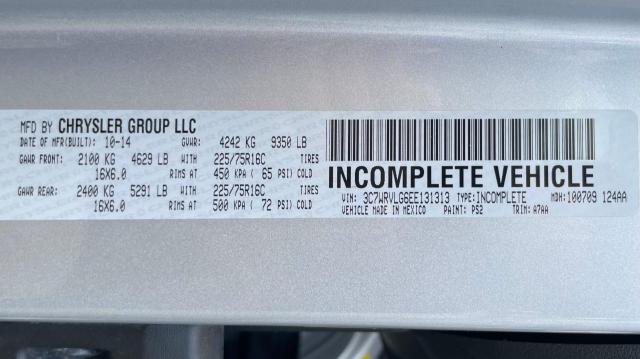 MFD BY CHRYSLER GROUP LLC
DATE OF MFR(BUILT): 10-14 GVWR: 4242 KG 9350 LB
GAWR FRONT: 2100 KG 4629 LB WITH 225/75R16C TIRES
16X6.0 RIMS AT 450 KPA ( 65 PSI) COLD
GAWR REAR: 2400 KG 5291 LB WITH 225/75R16C TIRES
16X6.0 RIMS AT 500 KPA ( 72 PSI) COLD
INCOMPLETE VEHICLE
VIN: 3C7WRVLG6EE131313 TYPE: INCOMPLETE MDH: 100709 124AA
VEHICLE MADE IN MEXICO PAINT: PS2 TRIM: A7AA